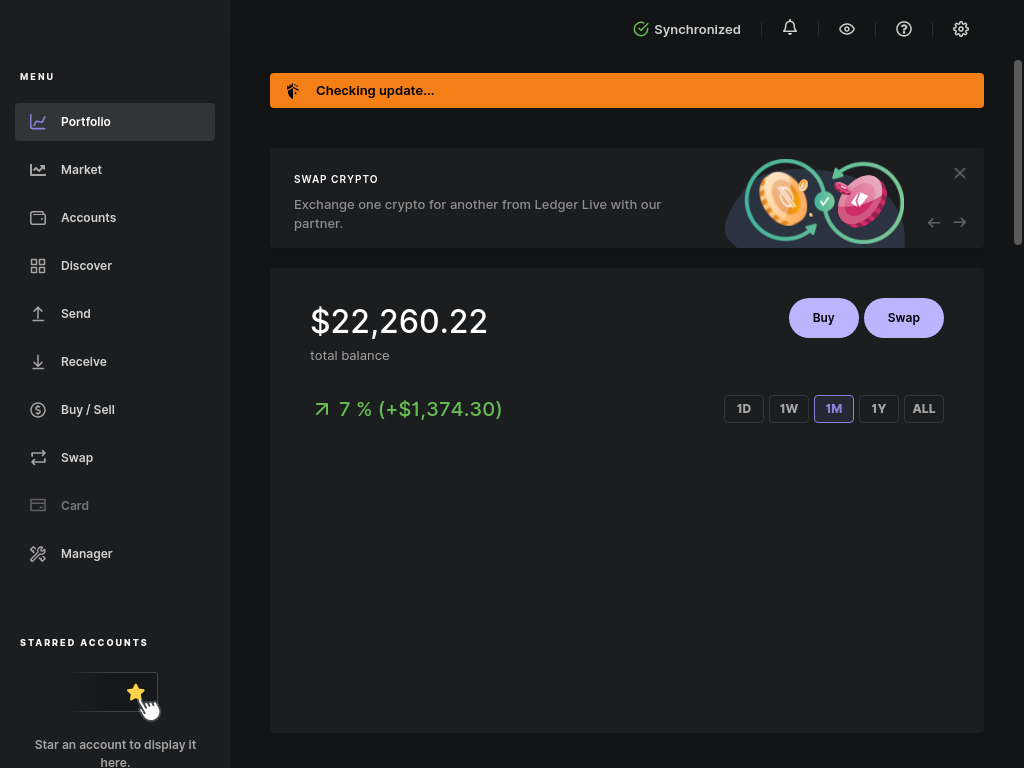 Synchronized
MENU
Portfolio
Market
Accounts
Discover
Send
Receive
Buy / Sell
Swap
Card
Manager
STARRED ACCOUNTS
Star an account to display it
here.
Checking update...
SWAP CRYPTO
Exchange one crypto for another from Ledger Live with our
partner.
$22,260.22
total balance
Buy
Swap
7 % (+$1,374.30)
1D
1W
1M
1Y
ALL